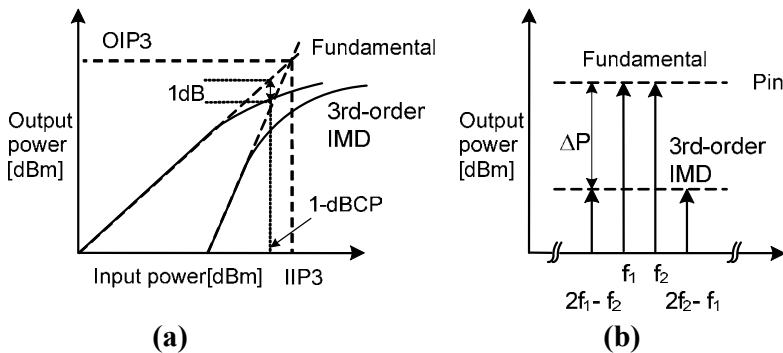 OIP3
Fundamental
1dB
3rd-order
IMD
Output
power
[dBm]
1-dBCP
Input power[dBm]
IIP3
(a)
Fundamental
Pin
Output
power
[dBm]
ΔP
3rd-order
IMD
f1
f2
2f1- f2
2f2- f1
(b)